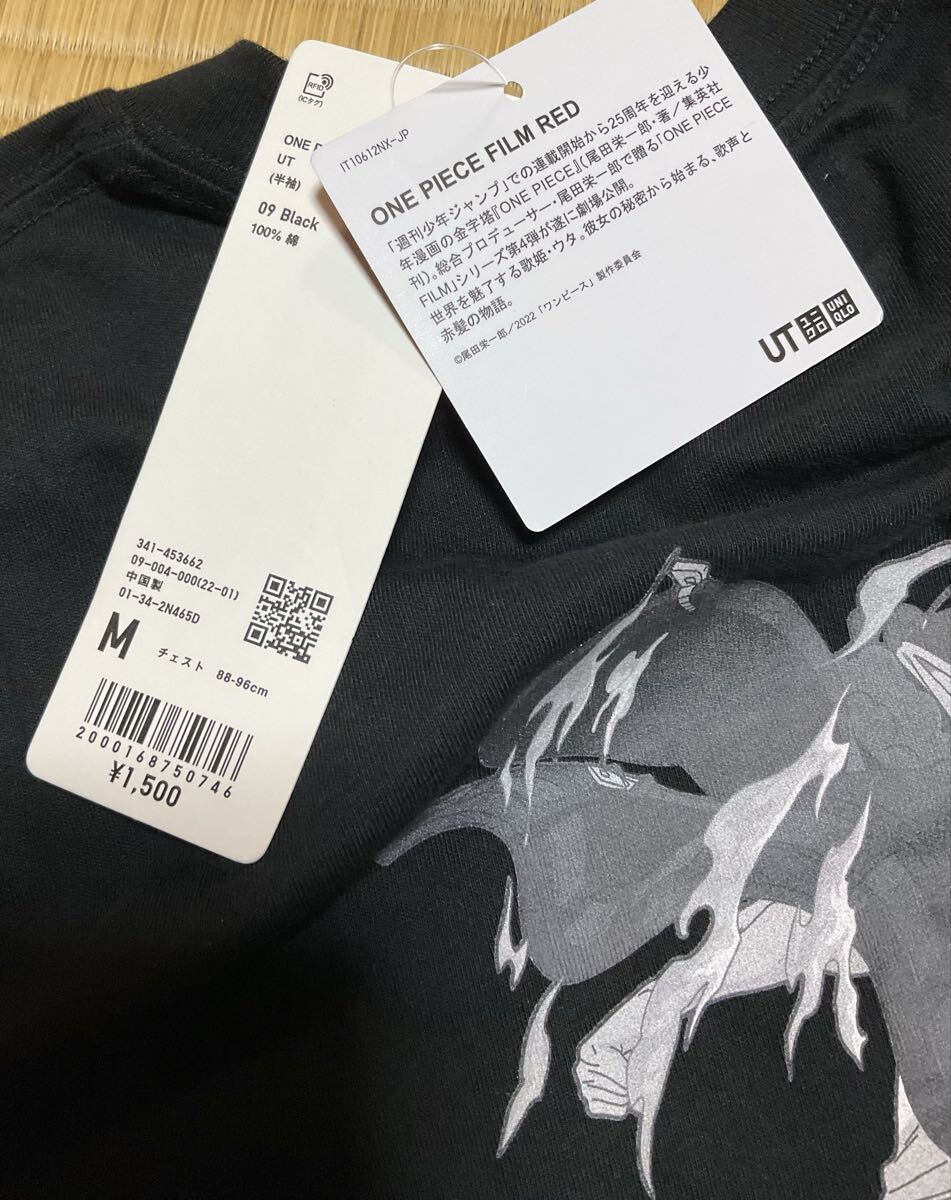 RFID
(ICタグ)
ONE
UT
(半袖)
09 Black
100% 綿
341-453662
09-004-000(22-01)
中国製
01-34-2N465D
M
チェスト 88-96cm
2000168750746
¥1,500
IT10612NX-JP
ONE PIECE FILM RED
「週刊少年ジャンプ」での連載開始から25周年を迎える少
年漫画の金字塔『ONE PIECE』(尾田栄一郎・著/集英社
刊)。総合プロデューサー・尾田栄一郎で贈る「ONE PIECE
FILM」シリーズ第4弾が遂に劇場公開。
世界を魅了する歌姫・ウタ。彼女の秘密から始まる、歌声と
赤髪の物語。
©尾田栄一郎/2022「ワンピース」製作委員会
UT ユニクロ UNIQLO